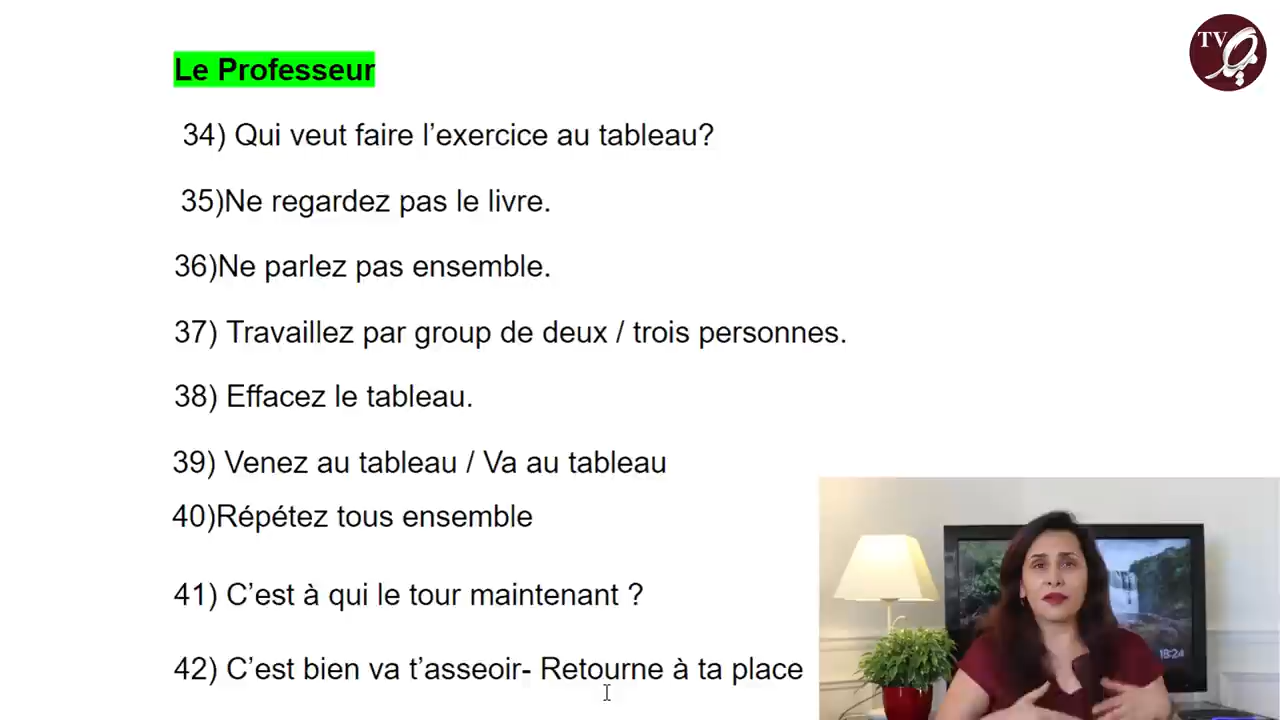 TV
Le Professeur
34) Qui veut faire l’exercice au tableau?
35)Ne regardez pas le livre.
36)Ne parlez pas ensemble.
37) Travaillez par group de deux / trois personnes.
38) Effacez le tableau.
39) Venez au tableau / Va au tableau
40)Répétez tous ensemble
41) C’est à qui le tour maintenant ?
42) C’est bien va t’asseoir- Retourne à ta place
18:24